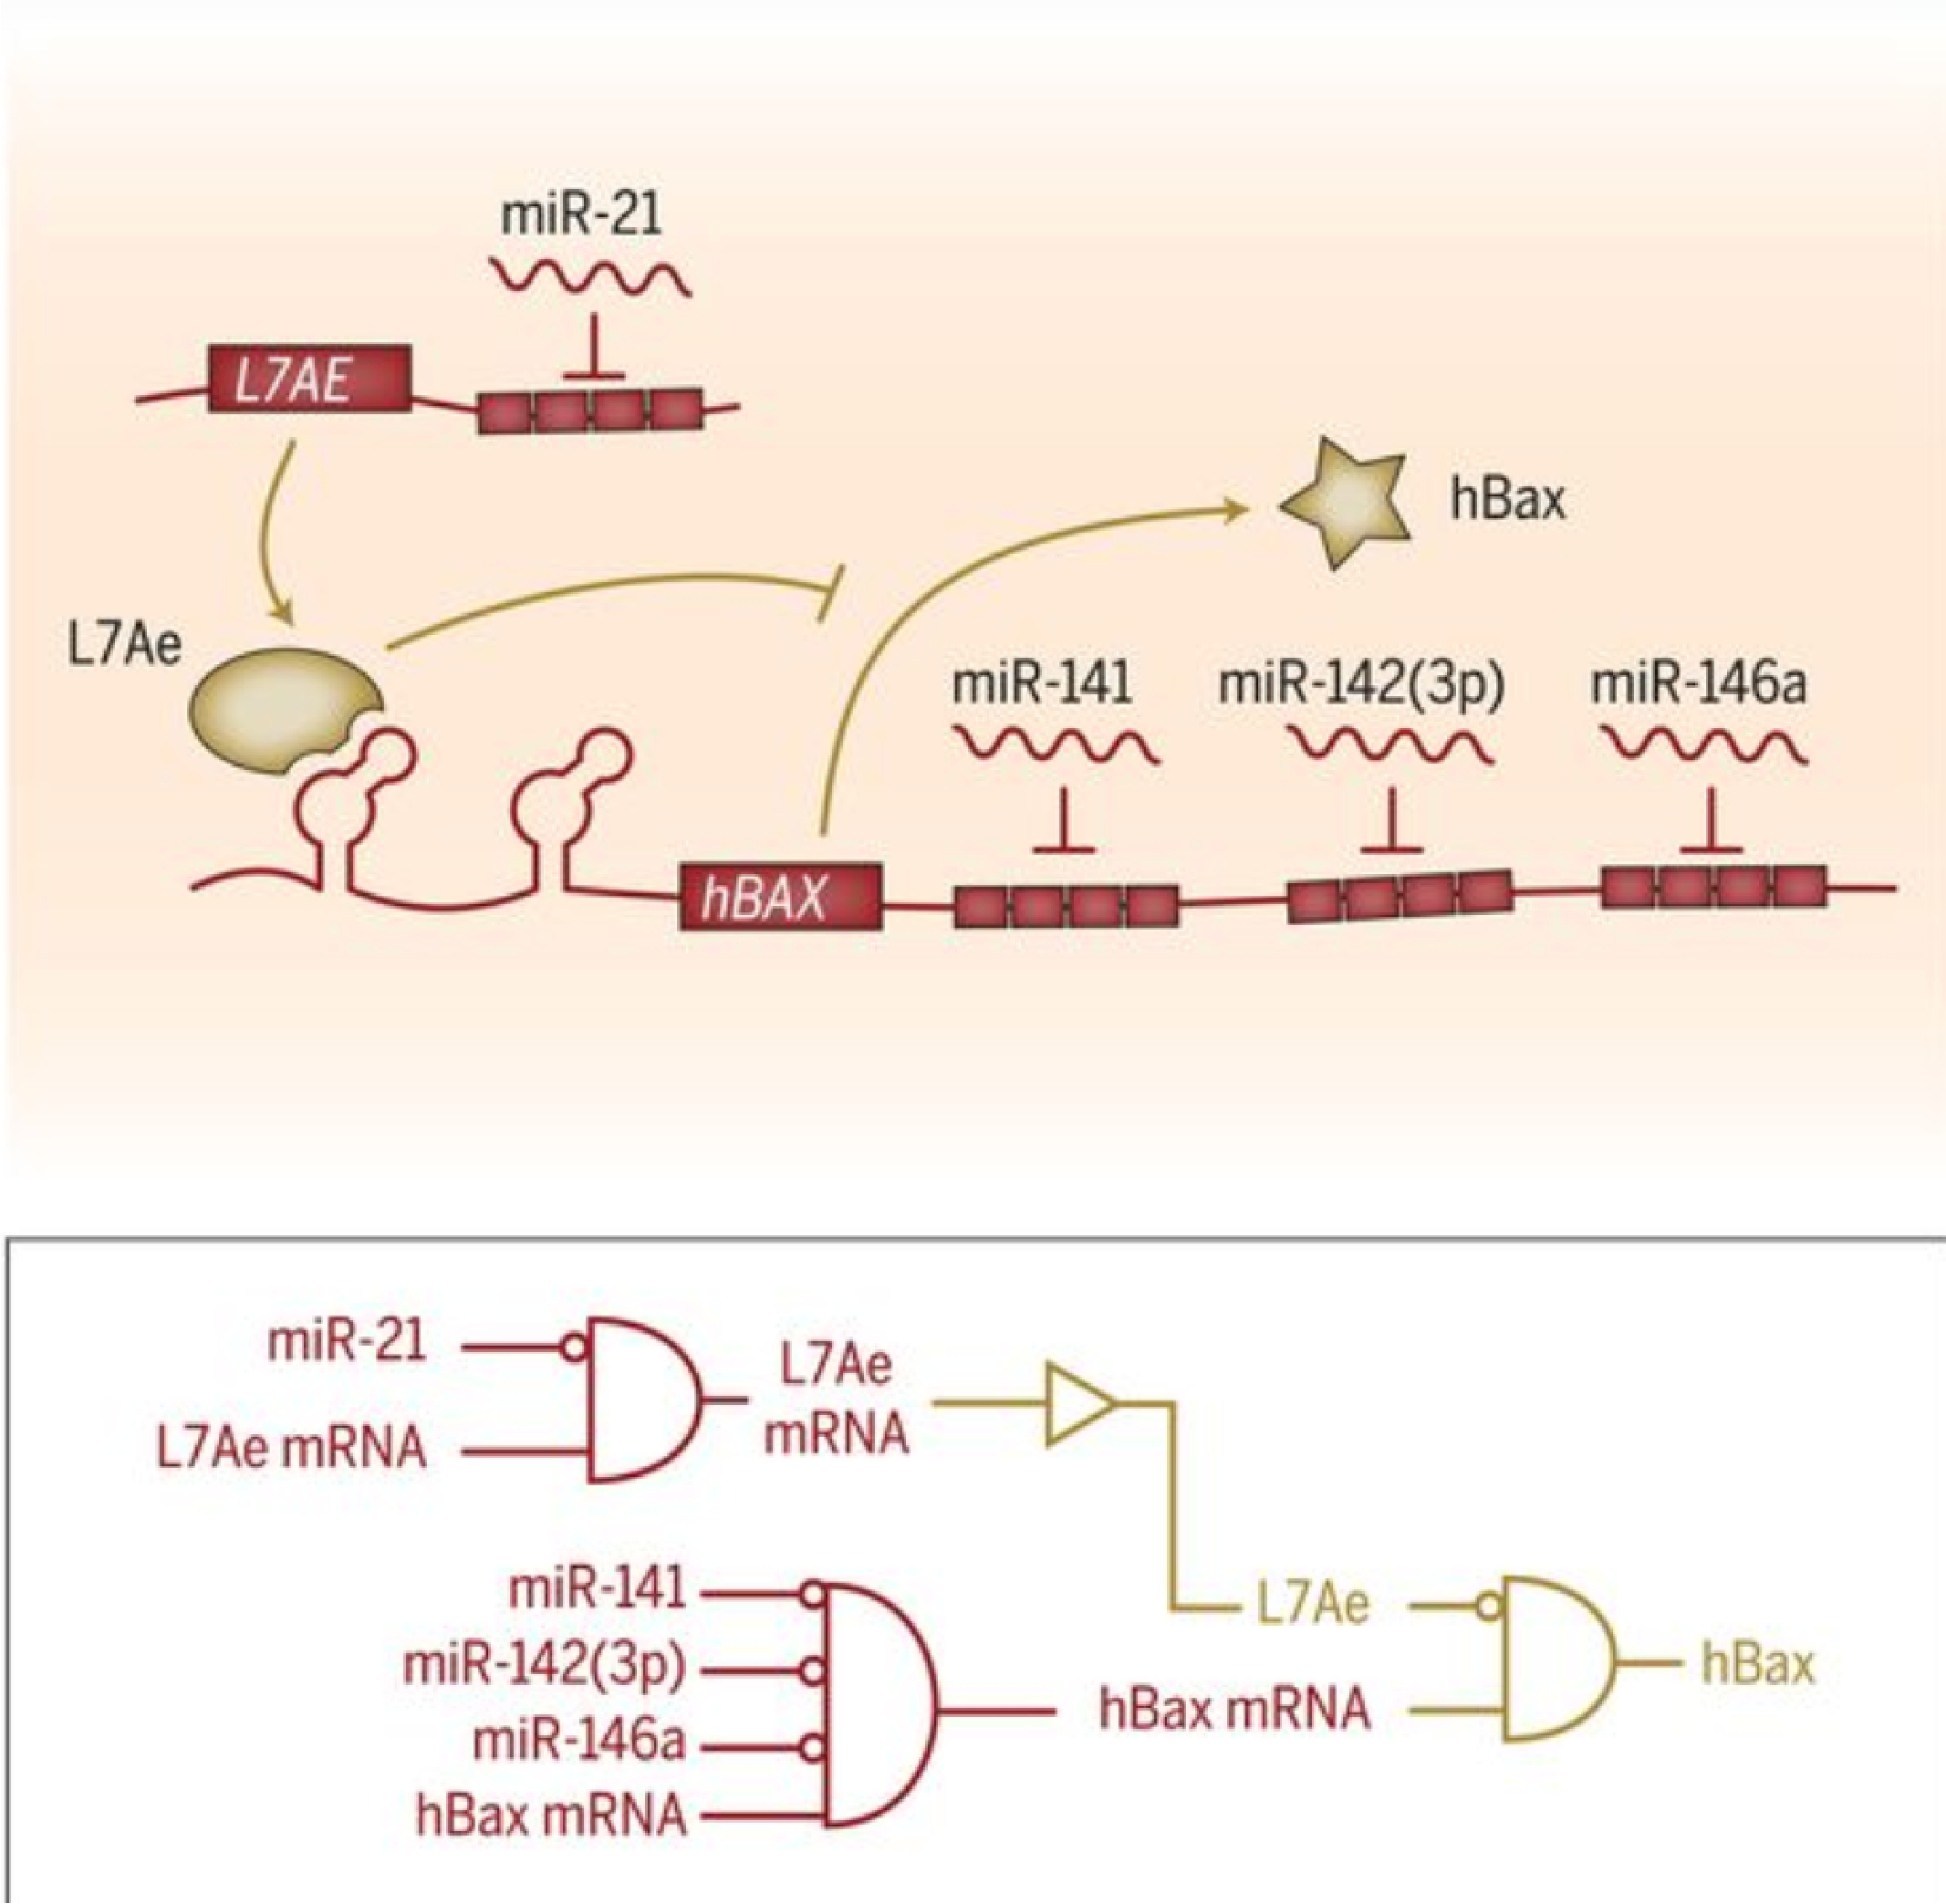 miR-21
L7AE
hBax
L7Ae
miR-141 miR-142(3p) miR-146a
hBAX
miR-21
L7Ae mRNA
L7Ae
mRNA
miR-141
miR-142(3p)
miR-146a
hBax mRNA
L7Ae
hBax mRNA
hBax